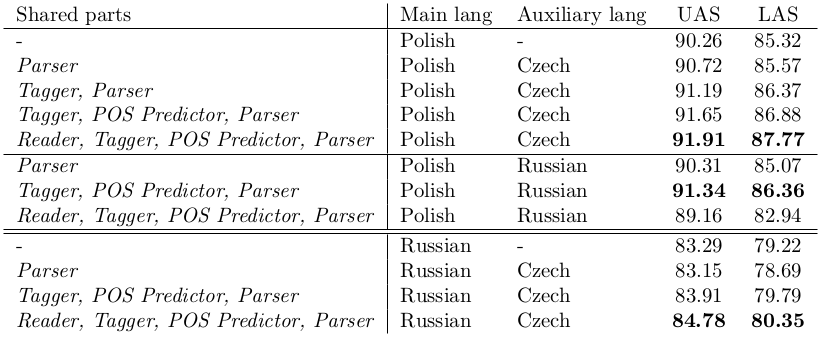 Shared parts Main lang Auxiliary lang UAS LAS
- Polish - 90.26 85.32
Parser Polish Czech 90.72 85.57
Tagger, Parser Polish Czech 91.19 86.37
Tagger, POS Predictor, Parser Polish Czech 91.65 86.88
Reader, Tagger, POS Predictor, Parser Polish Czech 91.91 87.77
Parser Polish Russian 90.31 85.07
Tagger, POS Predictor, Parser Polish Russian 91.34 86.36
Reader, Tagger, POS Predictor, Parser Polish Russian 89.16 82.94
- Russian - 83.29 79.22
Parser Russian Czech 83.15 78.69
Tagger, POS Predictor, Parser Russian Czech 83.91 79.79
Reader, Tagger, POS Predictor, Parser Russian Czech 84.78 80.35